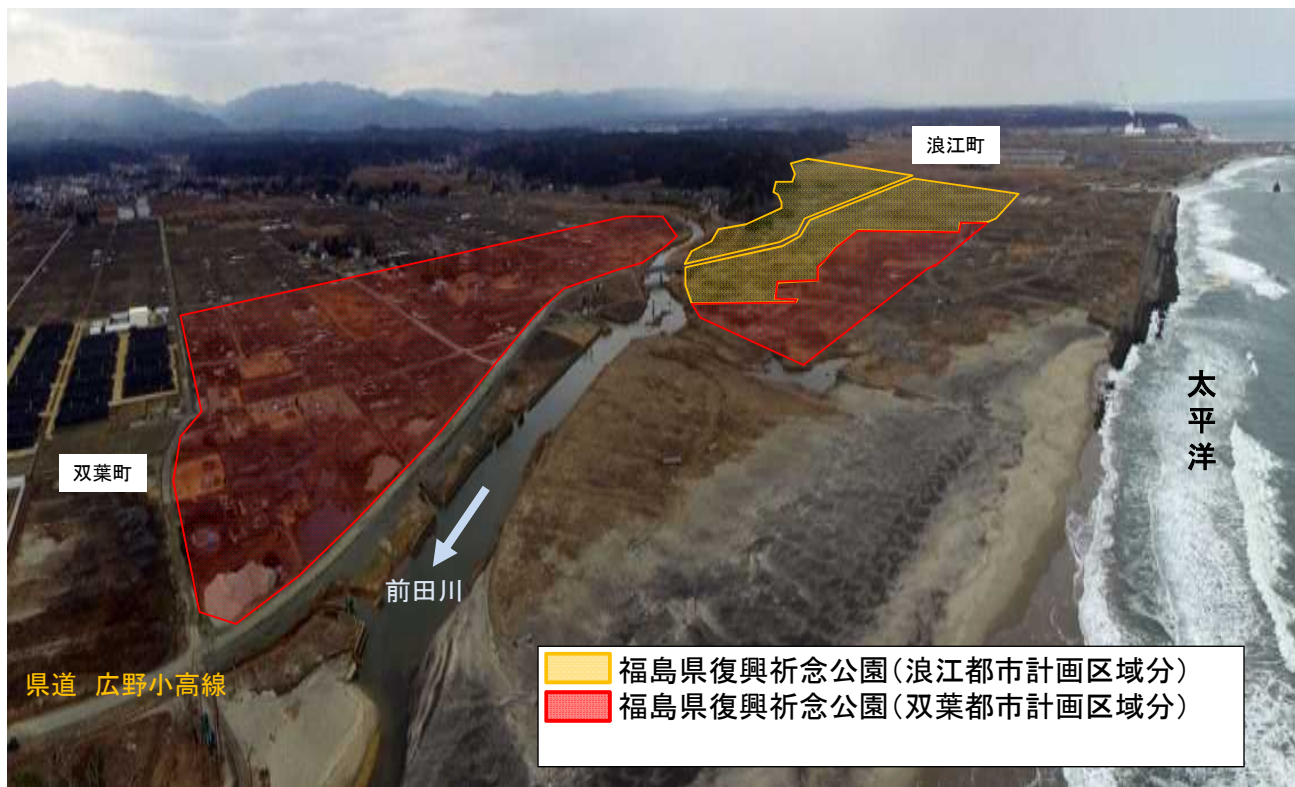 浪江町
双葉町
太平洋
前田川
県道 広野小高線
福島県復興祈念公園(浪江都市計画区域分)
福島県復興祈念公園(双葉都市計画区域分)